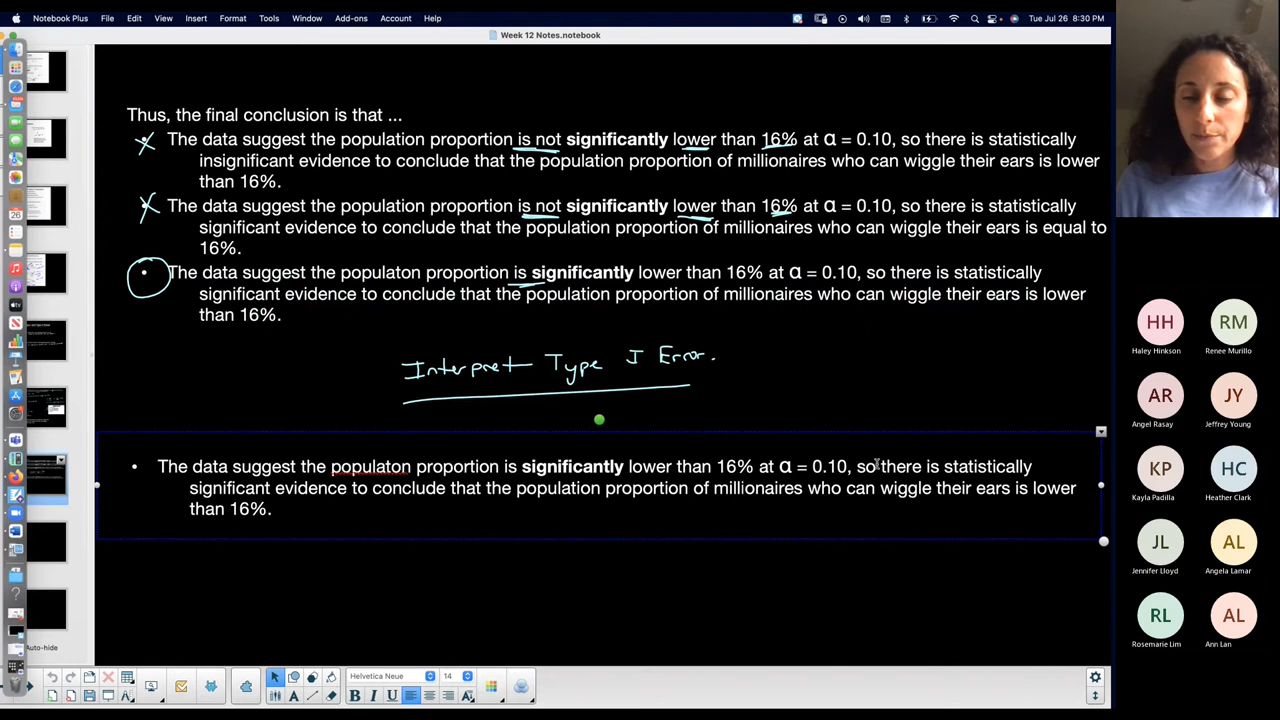 Notebook Plus File Edit View Insert Format Tools Window Add-ons Account Help Tue Jul 26 8:30 PM
Week 12 Notes.notebook
Thus, the final conclusion is that ...
The data suggest the population proportion is not significantly lower than 16% at α = 0.10, so there is statistically
insignificant evidence to conclude that the population proportion of millionaires who can wiggle their ears is lower
than 16%.
The data suggest the population proportion is not significantly lower than 16% at α = 0.10, so there is statistically
significant evidence to conclude that the population proportion of millionaires who can wiggle their ears is equal to
16%.
The data suggest the populaton proportion is significantly lower than 16% at α = 0.10, so there is statistically
significant evidence to conclude that the population proportion of millionaires who can wiggle their ears is lower
than 16%.
Interpret Type I Error.
The data suggest the populaton proportion is significantly lower than 10% at α = 0.10, so there is statistically
significant evidence to conclude that the population proportion of millionaires who can wiggle their ears is lower
than 16%.
HH RM
Haley Hinkson Renee Murillo
AR JY
Angel Rasay Jeffrey Young
KP HC
Kayla Padilla Heather Clark
JL AL
Jennifer Lloyd Angela Lamar
RL AL
Rosemarie Lim Ann Lan
Auto-hide
Helvetica Neue 14
B I U